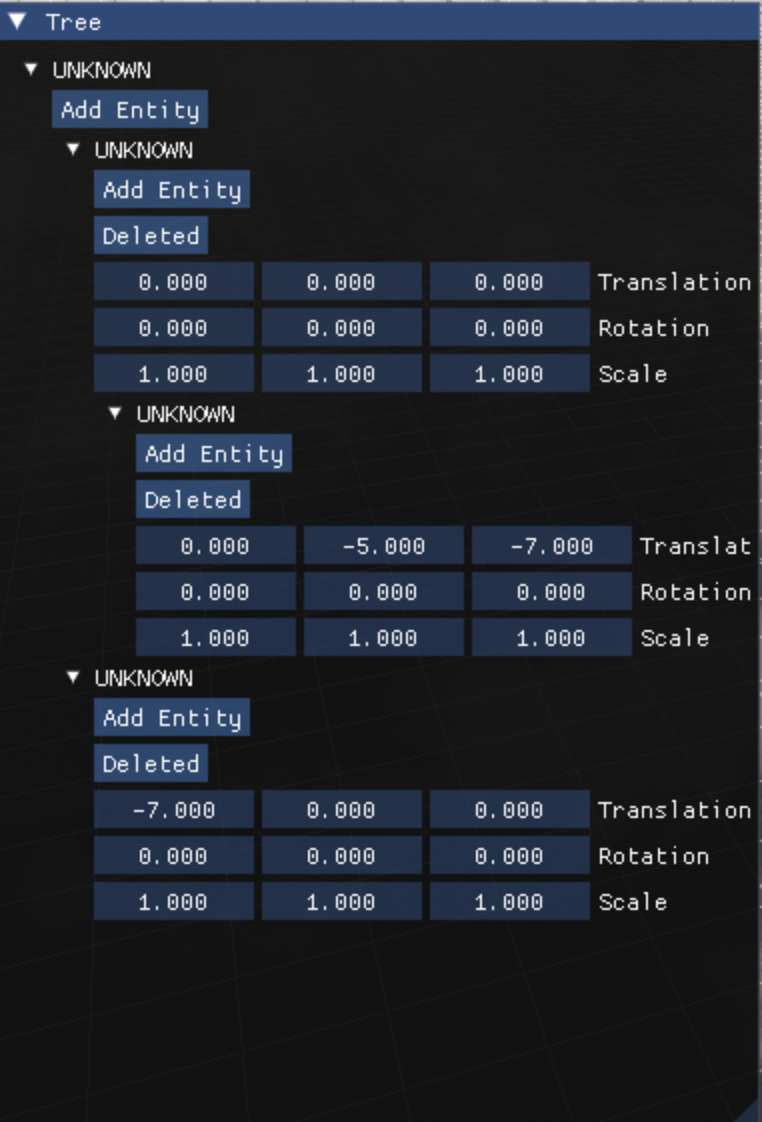 Tree
UNKNOWN
Add Entity
UNKNOWN
Add Entity
Deleted
0.000 0.000 0.000 Translation
0.000 0.000 0.000 Rotation
1.000 1.000 1.000 Scale
UNKNOWN
Add Entity
Deleted
0.000 -5.000 -7.000 Translat
0.000 0.000 0.000 Rotation
1.000 1.000 1.000 Scale
UNKNOWN
Add Entity
Deleted
-7.000 0.000 0.000 Translation
0.000 0.000 0.000 Rotation
1.000 1.000 1.000 Scale